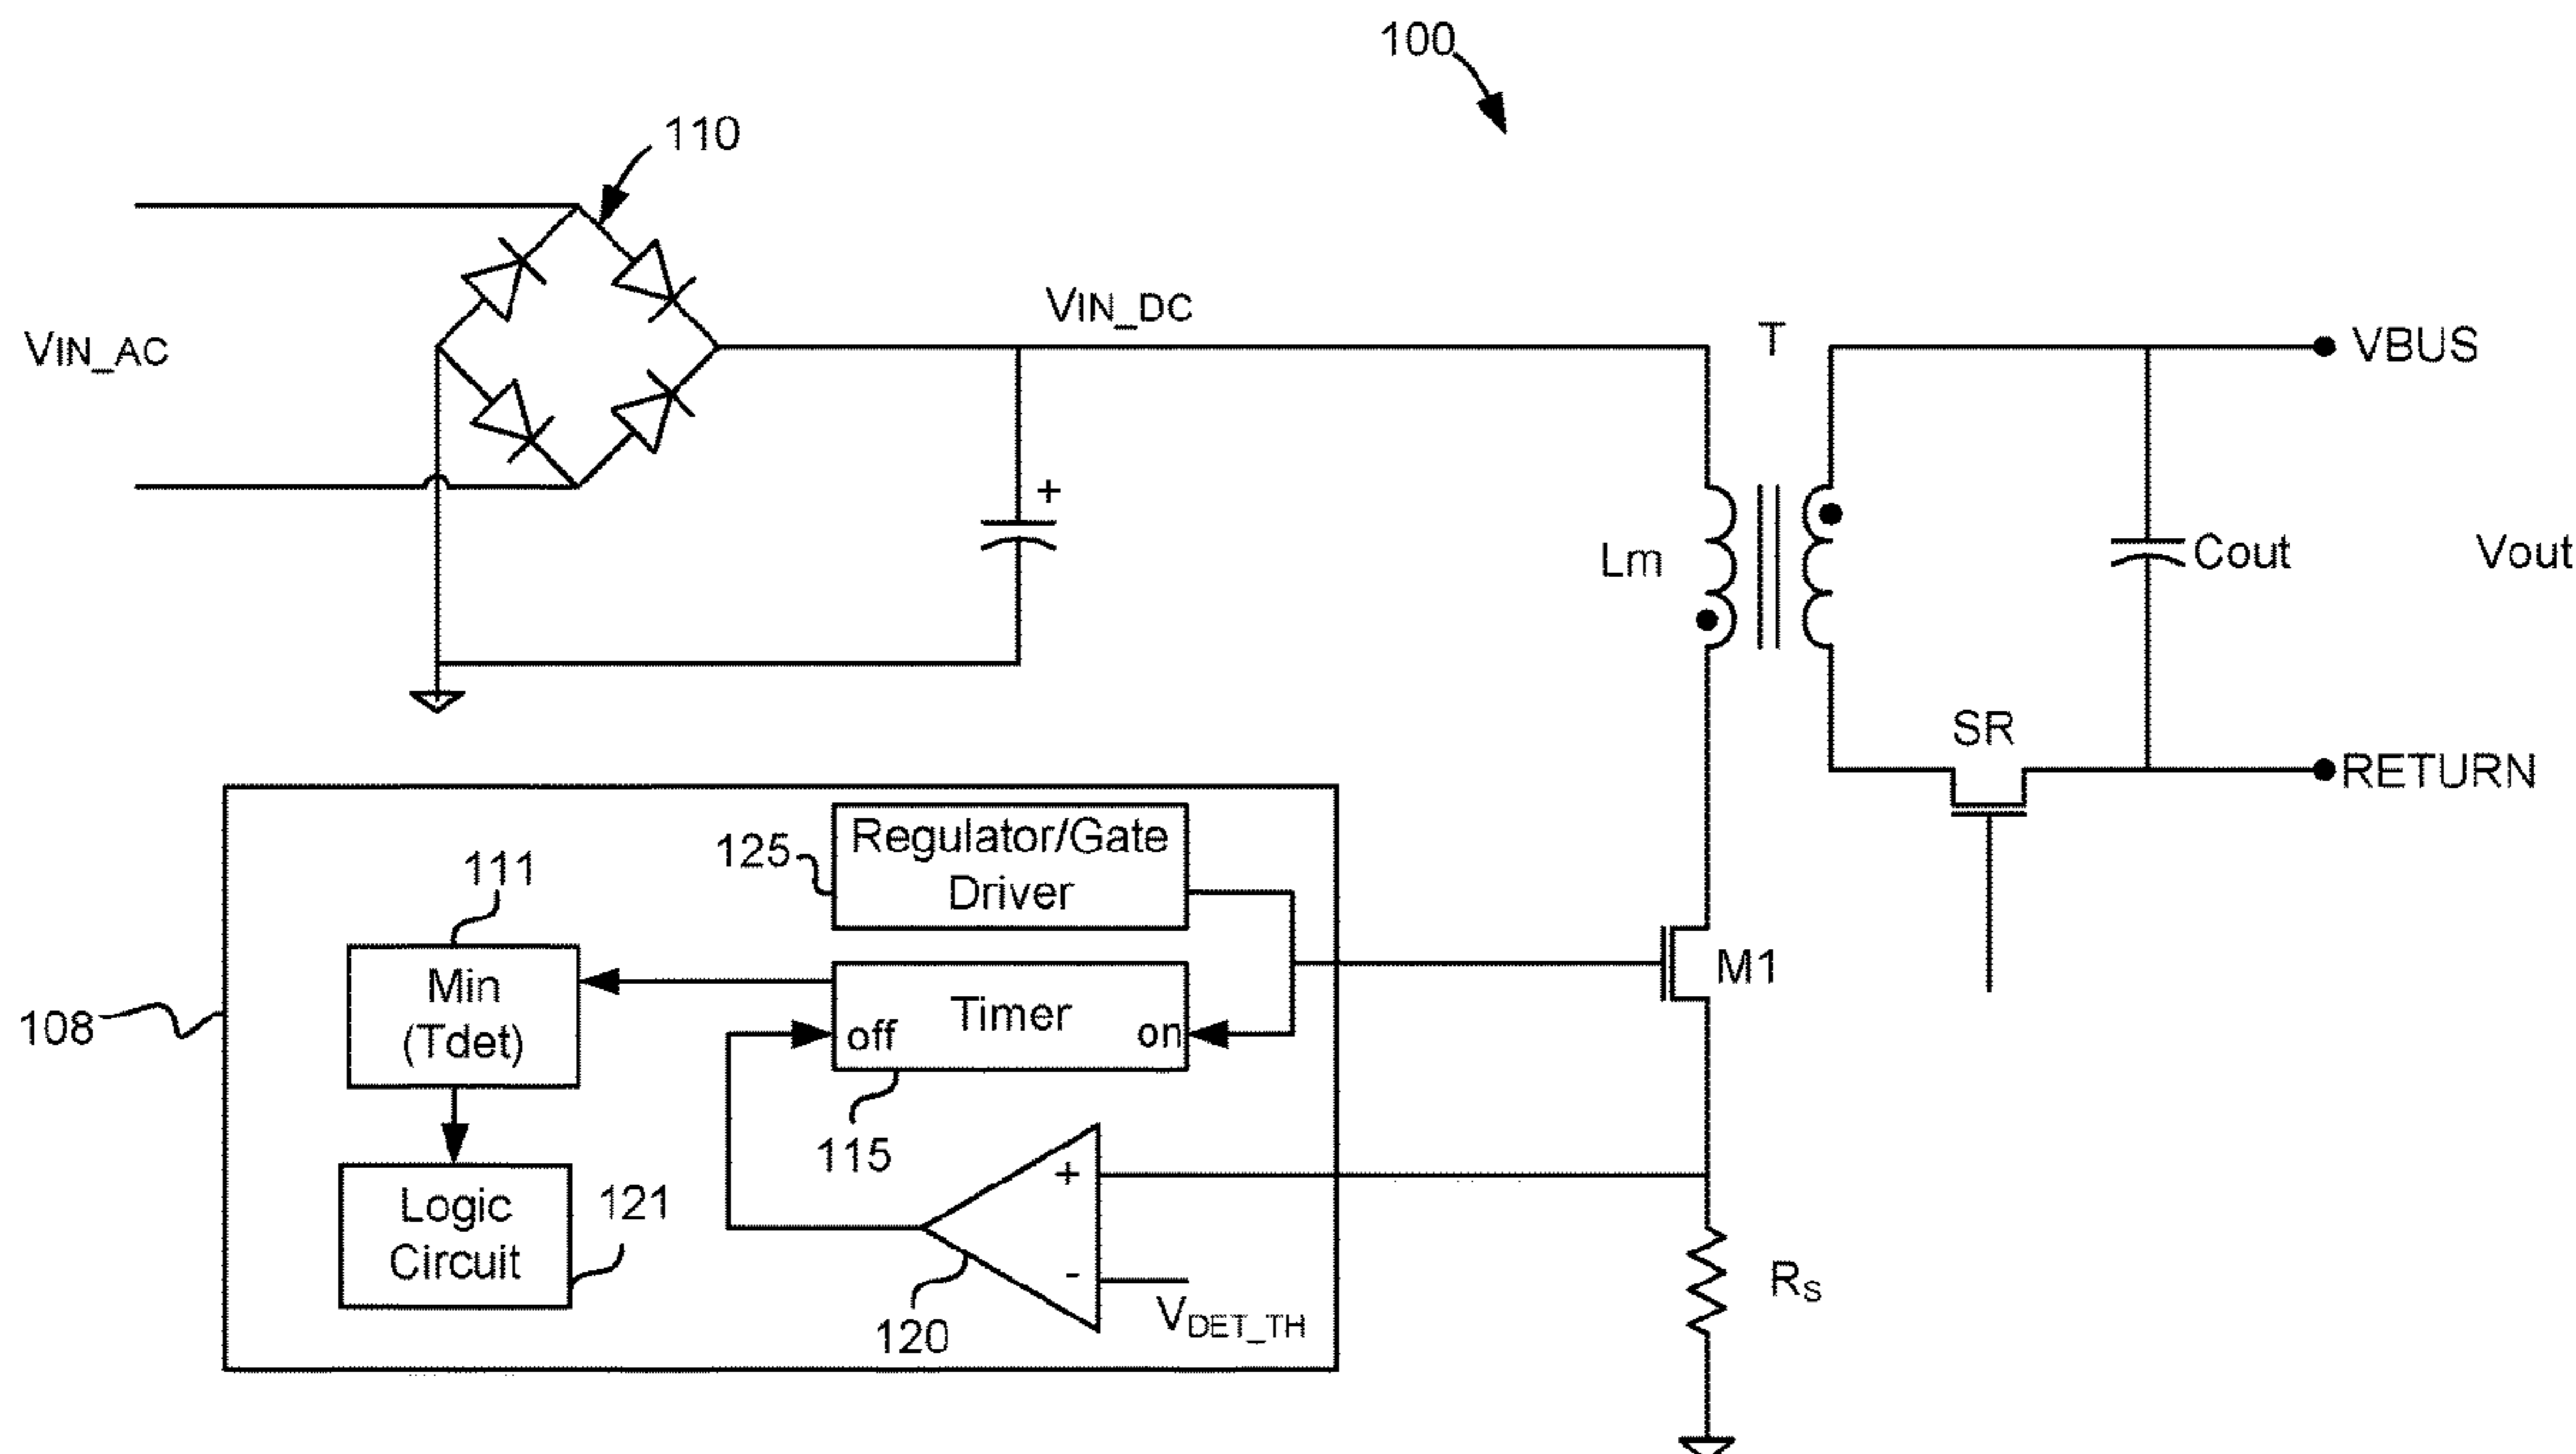 100
110
VIN_AC
VIN_DC
T
VBUS
+
Lm
Cout
Vout
SR
RETURN
125
Regulator/Gate
Driver
111
Min
(Tdet)
M1
108
off
Timer
on
115
Logic
Circuit
121
+
-
120
VDET_TH
RS